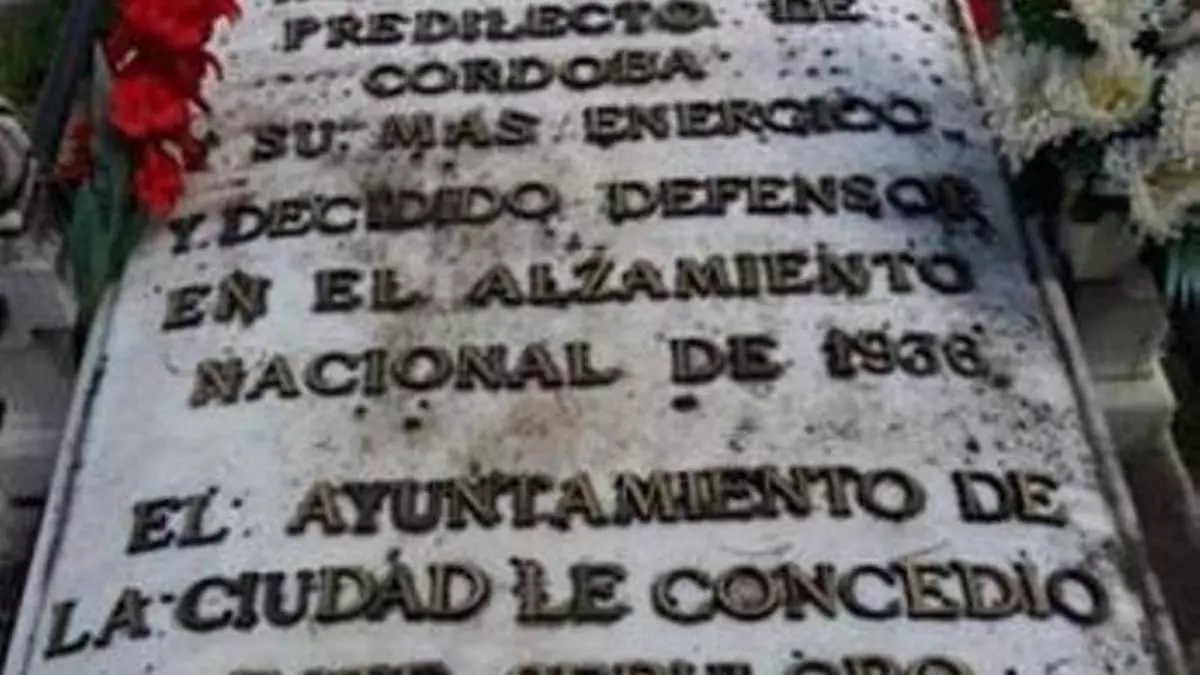 PREDILECTO DE
CORDOBA
SU MAS ENERGICO
Y DECIDIDO DEFENSOR
EN EL ALZAMIENTO
NACIONAL DE 1936
EL AYUNTAMIENTO DE
LA CIUDAD LE CONCEDIO